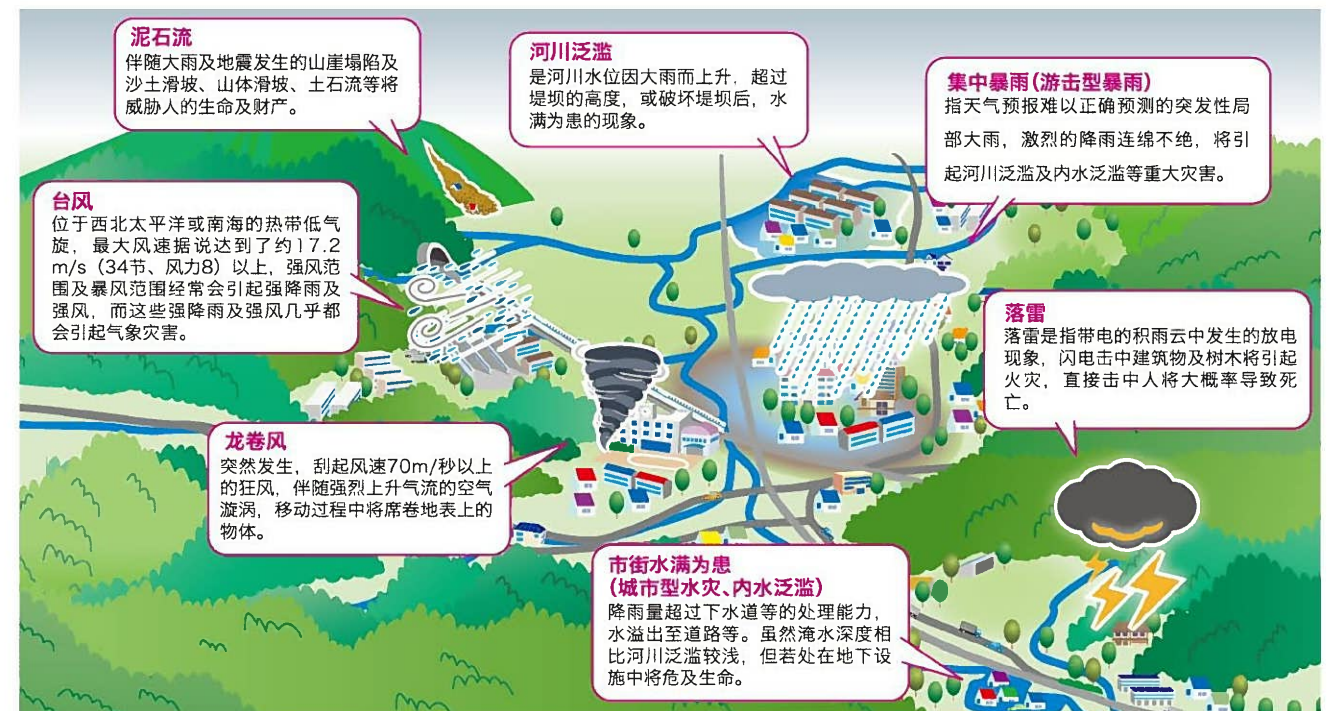 泥石流
伴随大雨及地震发生的山崖塌陷及
沙土滑坡、山体滑坡、土石流等将
威胁人的生命及财产。
河川泛滥
是河川水位因大雨而上升，超过
堤坝的高度，或破坏堤坝后，水
满为患的现象。
集中暴雨（游击型暴雨）
指天气预报难以正确预测的突发性局
部大雨，激烈的降雨连绵不绝，将引
起河川泛滥及内水泛滥等重大灾害。
台风
位于西北太平洋或南海的热带低气
旋，最大风速据说达到了约17.2
m/s（34节、风力8）以上，强风范
围及暴风范围经常会引起强降雨及
强风，而这些强降雨及强风几乎都
会引起气象灾害。
落雷
落雷是指带电的积雨云中发生的放电
现象，闪电击中建筑物及树木将引起
火灾，直接击中人将大概率导致死
亡。
龙卷风
突然发生，刮起风速70m/秒以上
的狂风，伴随强烈上升气流的空气
漩涡，移动过程中将席卷地表上的
物体。
市街水满为患
（城市型水灾、内水泛滥）
降雨量超过下水道等的处理能力，
水溢出至道路等。虽然淹水深度相
比河川泛滥较浅，但若处在地下设
施中将危及生命。